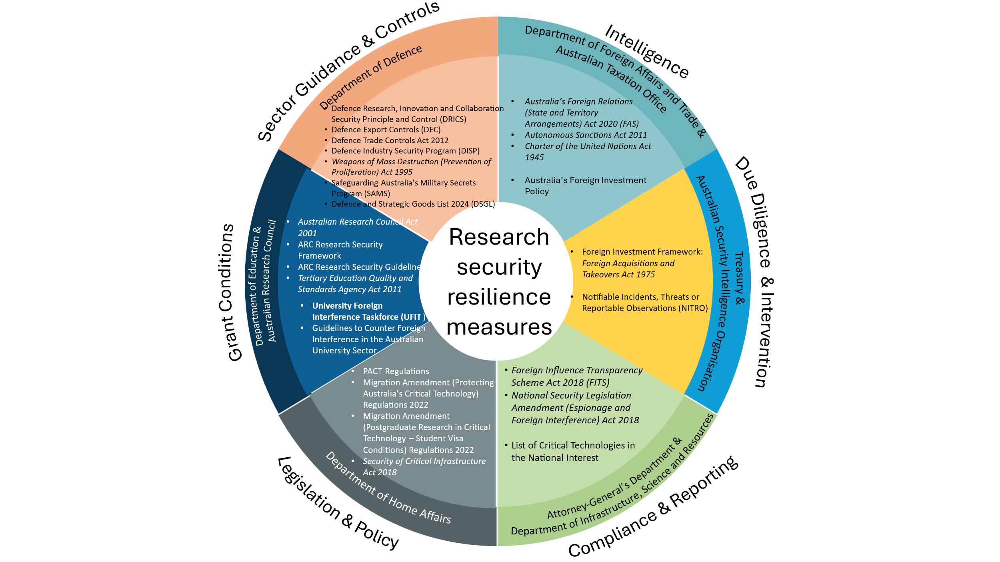 Research
security
resilience
measures
Sector Guidance & Controls
Department of Defence
• Defence Research, Innovation and Collaboration
Security Principle and Control (DRICS)
• Defence Export Controls (DEC)
• Defence Trade Controls Act 2012
• Defence Industry Security Program (DISP)
• Weapons of Mass Destruction (Prevention of
Proliferation) Act 1995
• Safeguarding Australia's Military Secrets
Program (SAMS)
• Defence and Strategic Goods List 2024 (DSGL)
Intelligence
Department of Foreign Affairs and Trade &
Australian Taxation Office
• Australia's Foreign Relations
(State and Territory
Arrangements) Act 2020 (FAS)
• Autonomous Sanctions Act 2011
• Charter of the United Nations Act
1945
• Australia's Foreign Investment
Policy
Due Diligence & Intervention
Treasury &
Australian Security Intelligence Organisation
• Foreign Investment Framework:
Foreign Acquisitions and
Takeovers Act 1975
• Notifiable Incidents, Threats or
Reportable Observations (NITRO)
Compliance & Reporting
Attorney-General's Department &
Department of Infrastructure, Science and Resources
• Foreign Influence Transparency
Scheme Act 2018 (FITS)
• National Security Legislation
Amendment (Espionage and
Foreign Interference) Act 2018
• List of Critical Technologies in
the National Interest
Legislation & Policy
Department of Home Affairs
• PACT Regulations
• Migration Amendment (Protecting
Australia's Critical Technology)
Regulations 2022
• Migration Amendment
(Postgraduate Research in Critical
Technology – Student Visa
Conditions) Regulations 2022
• Security of Critical Infrastructure
Act 2018
Grant Conditions
Department of Education &
Australian Research Council
• Australian Research Council Act
2001
• ARC Research Security
Framework
• ARC Research Security Guideline
• Tertiary Education Quality and
Standards Agency Act 2011
• University Foreign
Interference Taskforce (UFIT )
• Guidelines to Counter Foreign
Interference in the Australian
University Sector